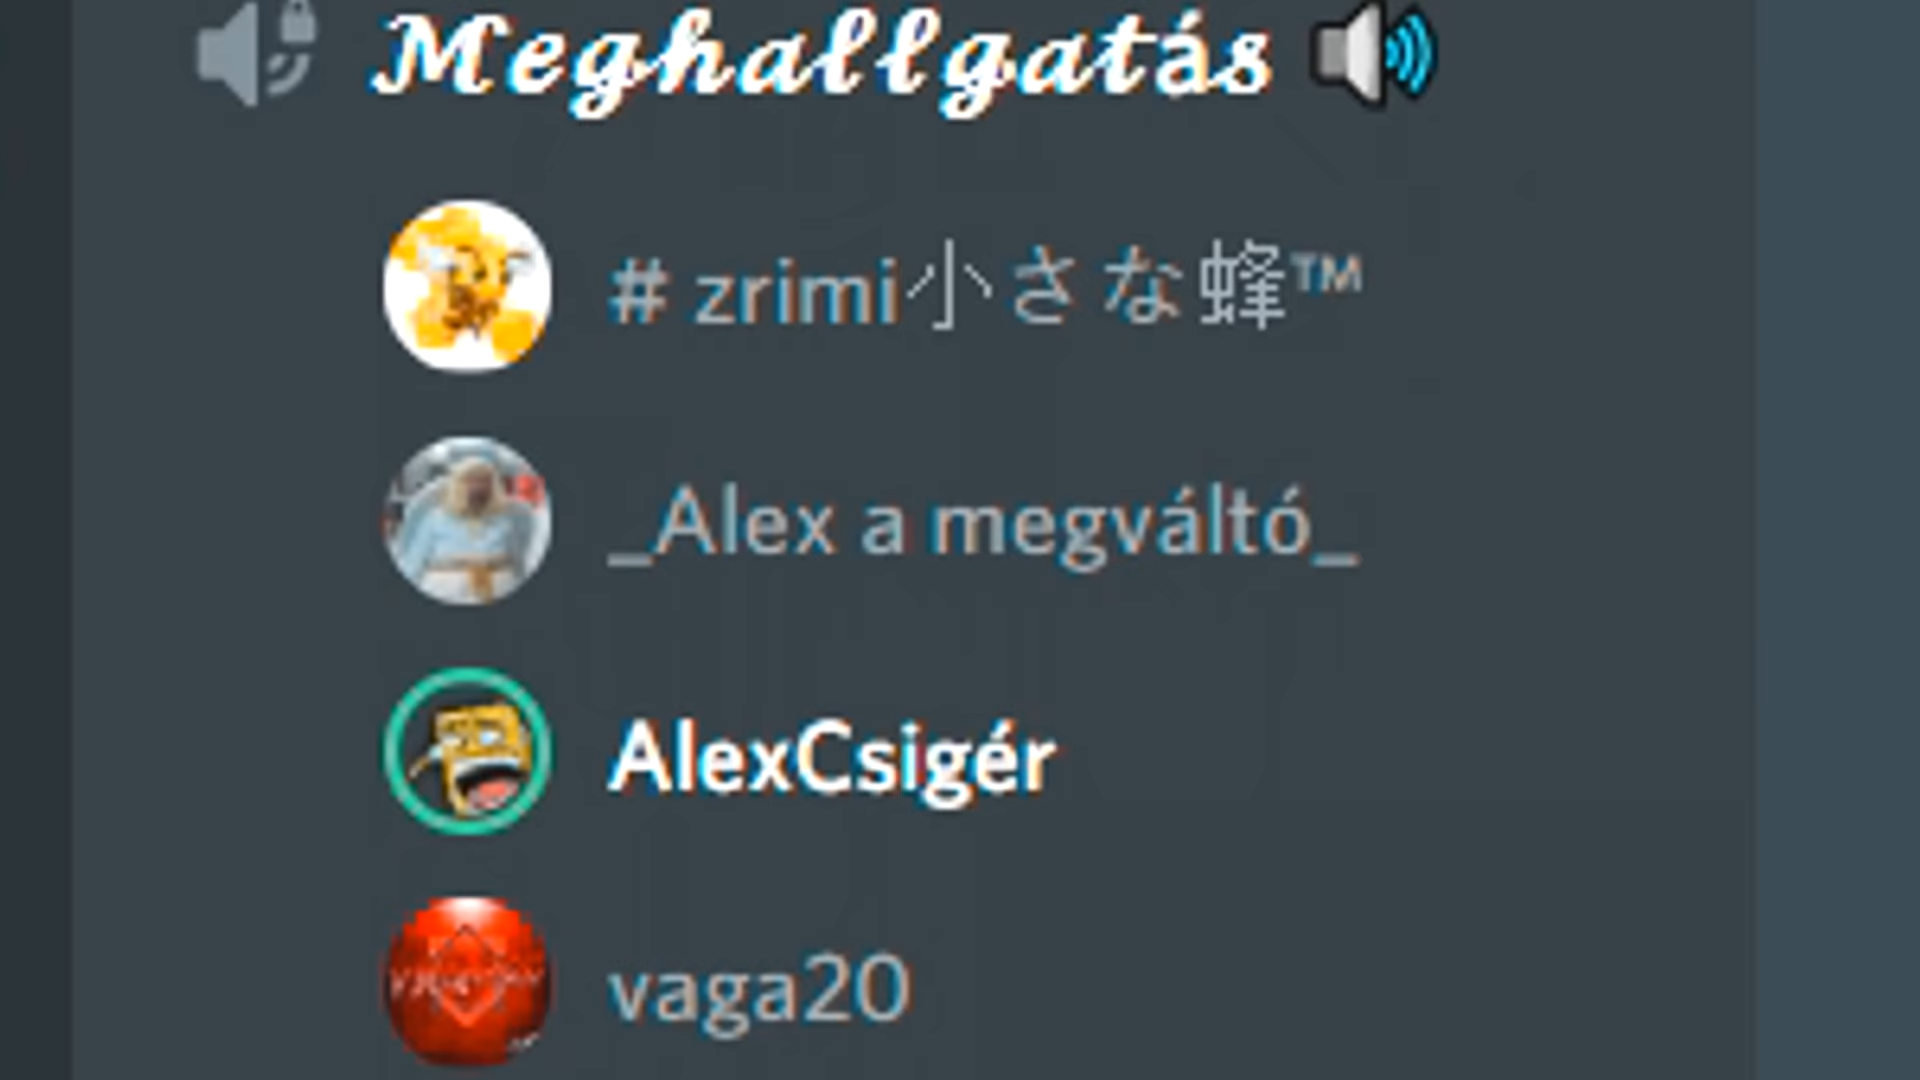 Meghallgatás 🔊
# zrimi小さな蜂™
_Alex a megváltó_
AlexCsigér
vaga20